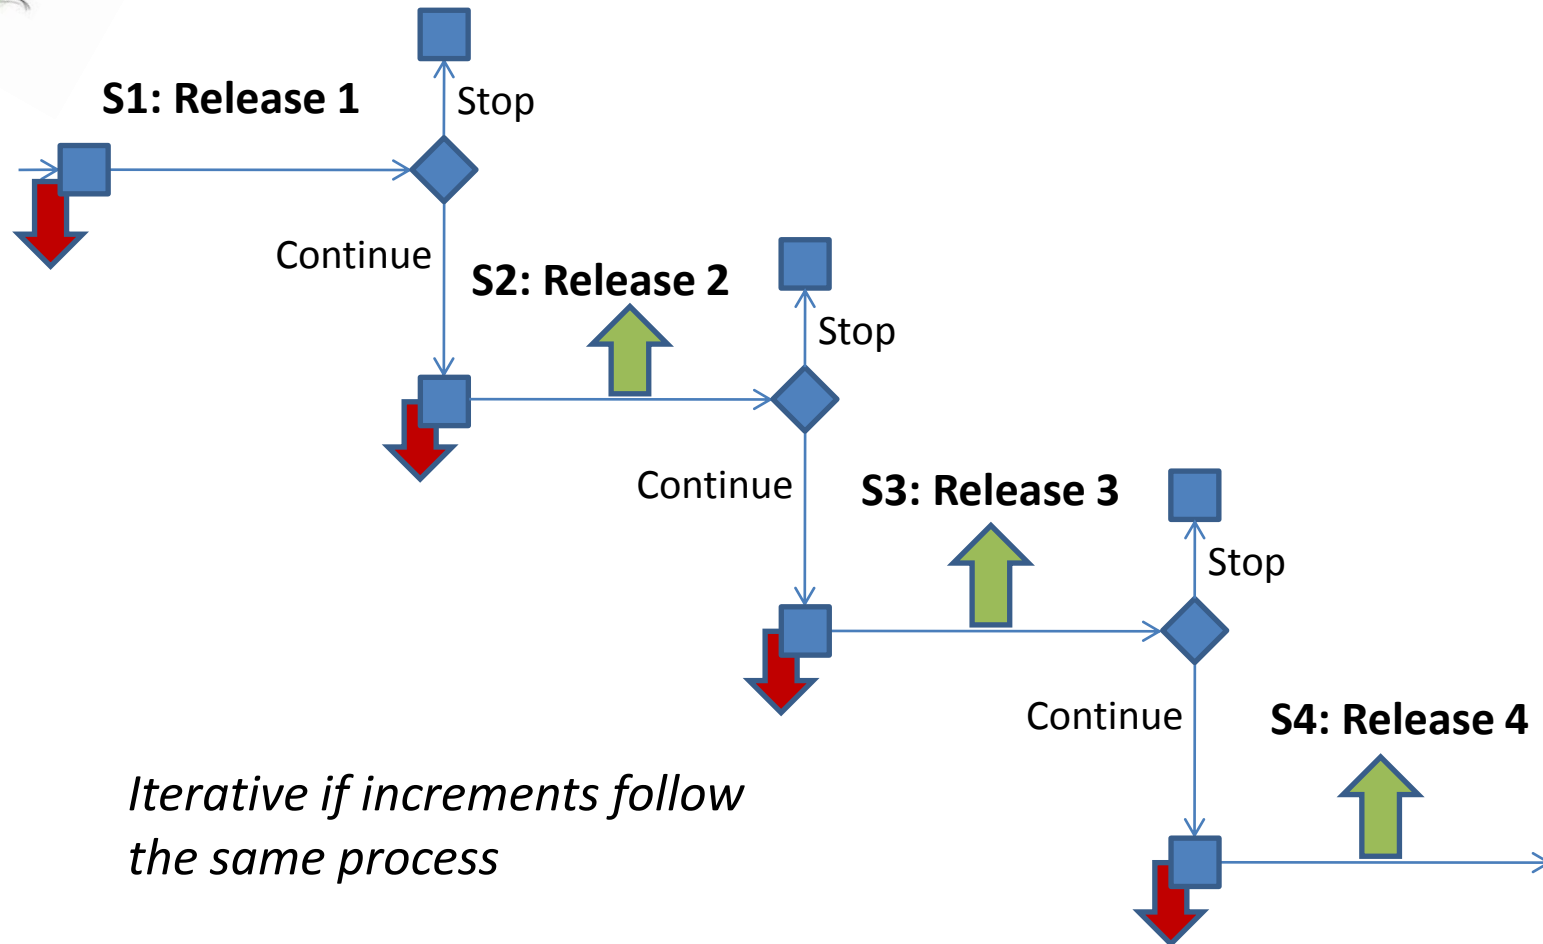 S1: Release 1
Stop
Continue
S2: Release 2
Stop
Continue
S3: Release 3
Stop
Continue
S4: Release 4
Iterative if increments follow
the same process